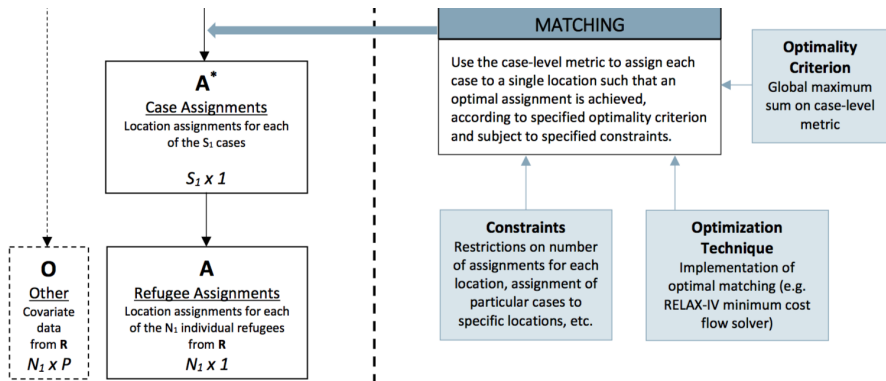 MATCHING
Use the case-level metric to assign each
case to a single location such that an
optimal assignment is achieved,
according to specified optimality criterion
and subject to specified constraints.
Optimality
Criterion
Global maximum
sum on case-level
metric
A*
Case Assignments
Location assignments for each
of the S₁ cases
S₁ x 1
Constraints
Restrictions on number
of assignments for each
location, assignment of
particular cases to
specific locations, etc.
Optimization
Technique
Implementation of
optimal matching (e.g.
RELAX-IV minimum cost
flow solver)
O
Other
Covariate
data
from R
N₁ x P
A
Refugee Assignments
Location assignments for each
of the N₁ individual refugees
from R
N₁ x 1